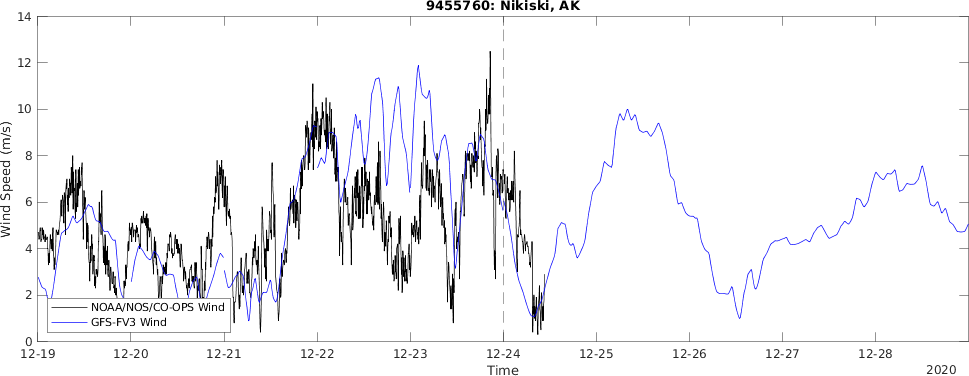 9455760: Nikiski, AK
14
12
10
8
6
4
2
0
Wind Speed (m/s)
NOAA/NOS/CO-OPS Wind
GFS-FV3 Wind
12-19 12-20 12-21 12-22 12-23 12-24 12-25 12-26 12-27 12-28
Time
2020